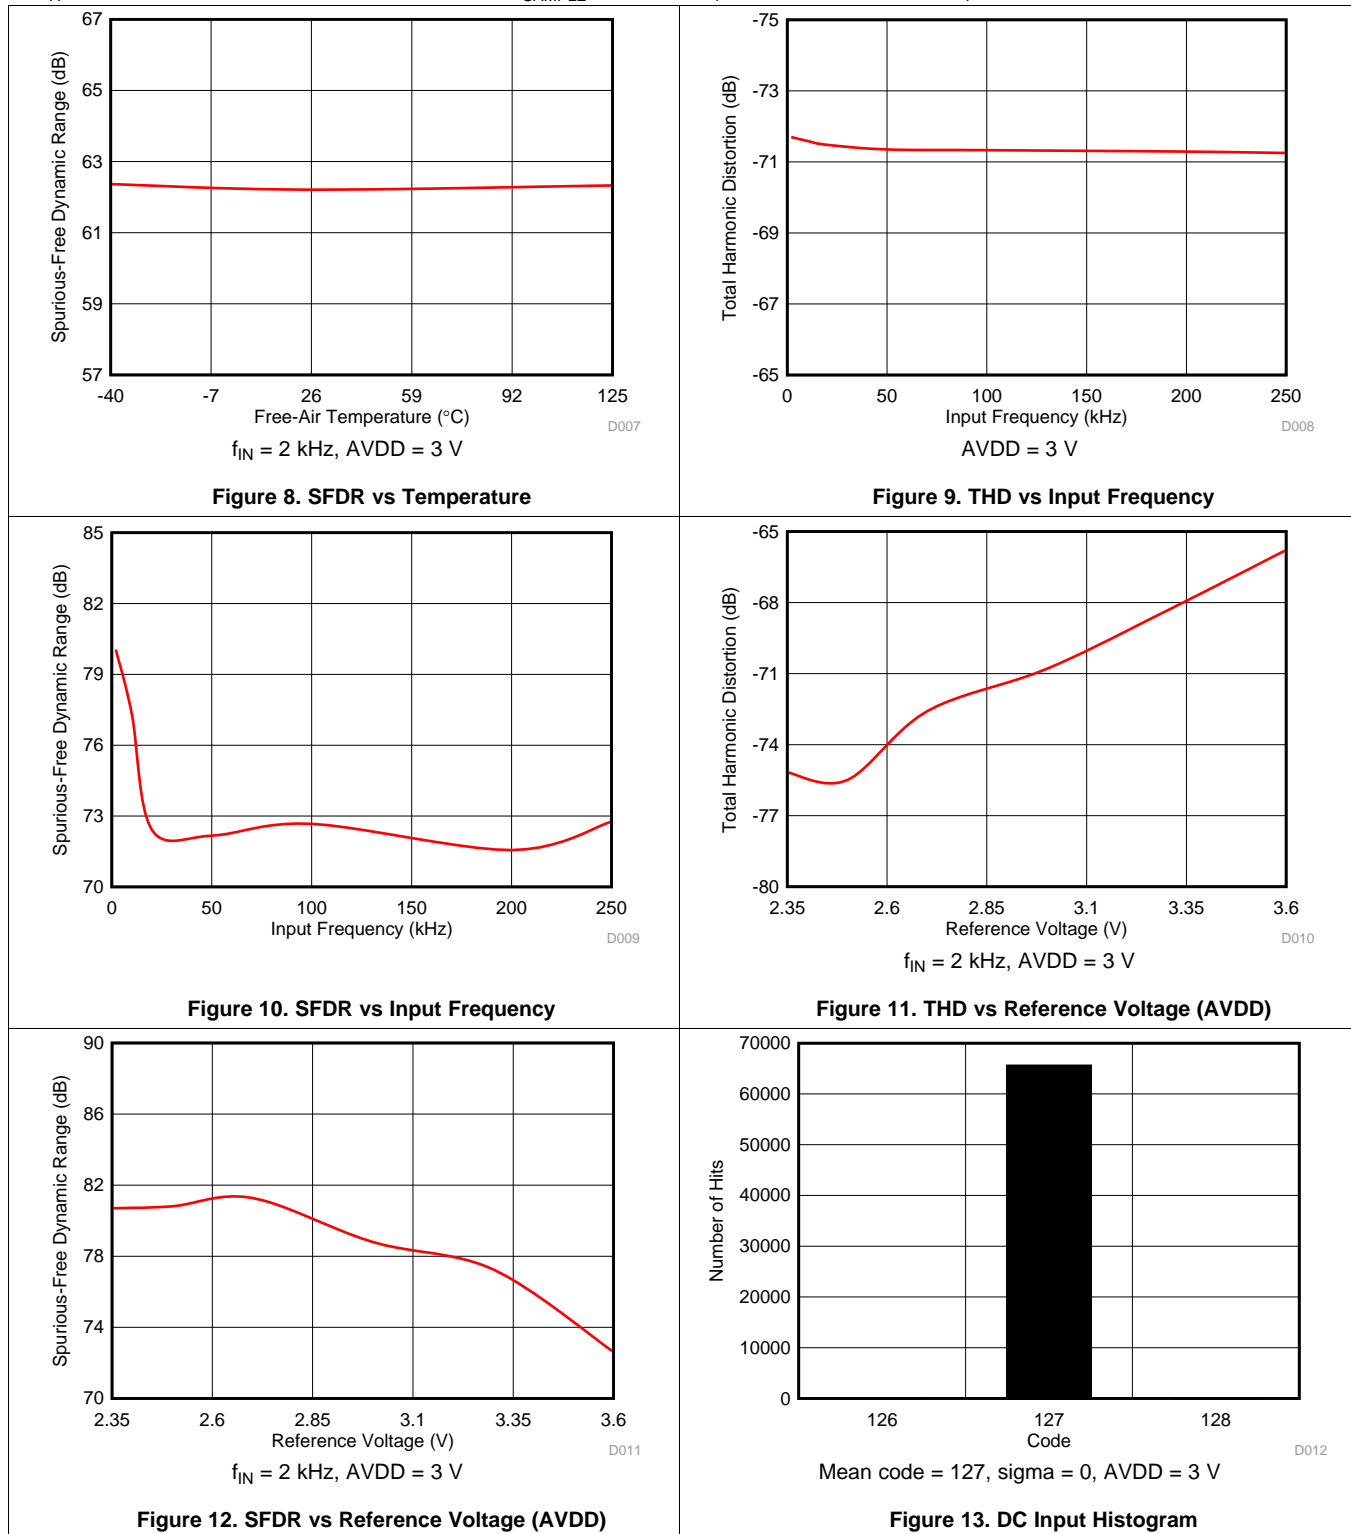 67
65
63
61
59
57
Spurious-Free Dynamic Range (dB)
-40 -7 26 59 92 125
Free-Air Temperature (°C)
D007
fIN = 2 kHz, AVDD = 3 V
Figure 8. SFDR vs Temperature
-75
-73
-71
-69
-67
-65
Total Harmonic Distortion (dB)
0 50 100 150 200 250
Input Frequency (kHz)
D008
AVDD = 3 V
Figure 9. THD vs Input Frequency
85
82
79
76
73
70
Spurious-Free Dynamic Range (dB)
0 50 100 150 200 250
Input Frequency (kHz)
D009
Figure 10. SFDR vs Input Frequency
-65
-68
-71
-74
-77
-80
Total Harmonic Distortion (dB)
2.35 2.6 2.85 3.1 3.35 3.6
Reference Voltage (V)
D010
fIN = 2 kHz, AVDD = 3 V
Figure 11. THD vs Reference Voltage (AVDD)
90
86
82
78
74
70
Spurious-Free Dynamic Range (dB)
2.35 2.6 2.85 3.1 3.35 3.6
Reference Voltage (V)
D011
fIN = 2 kHz, AVDD = 3 V
Figure 12. SFDR vs Reference Voltage (AVDD)
70000
60000
50000
40000
30000
20000
10000
0
Number of Hits
126 127 128
Code
D012
Mean code = 127, sigma = 0, AVDD = 3 V
Figure 13. DC Input Histogram